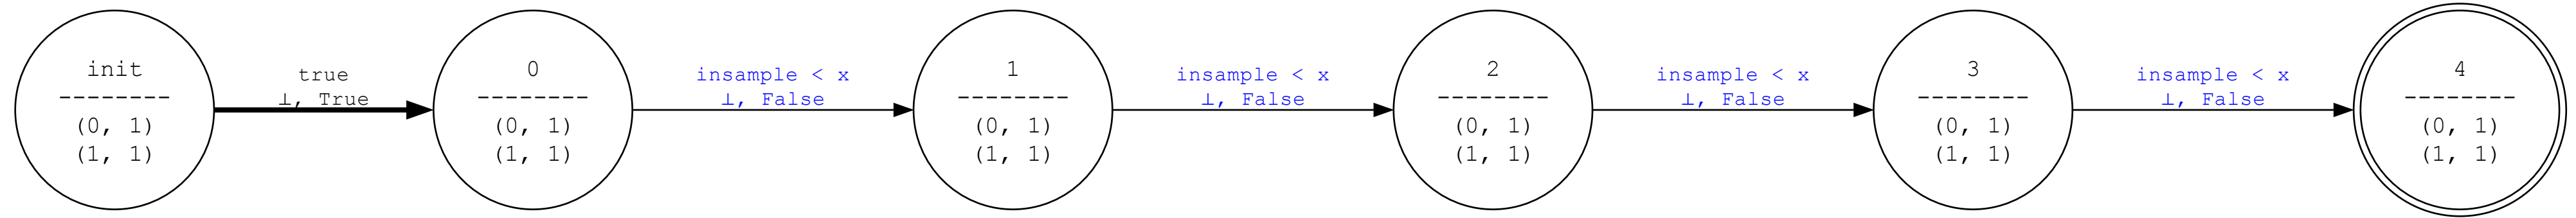 init
--------
(0, 1)
(1, 1)
true
⊥, True
0
--------
(0, 1)
(1, 1)
insample < x
⊥, False
1
--------
(0, 1)
(1, 1)
insample < x
⊥, False
2
--------
(0, 1)
(1, 1)
insample < x
⊥, False
3
--------
(0, 1)
(1, 1)
insample < x
⊥, False
4
--------
(0, 1)
(1, 1)